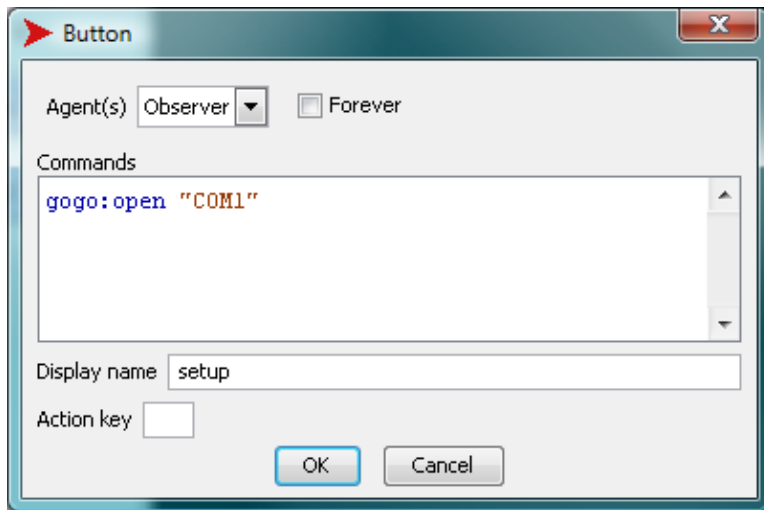 Button
Agent(s) Observer Forever
Commands
gogo:open "COM1"
Display name setup
Action key
OK Cancel